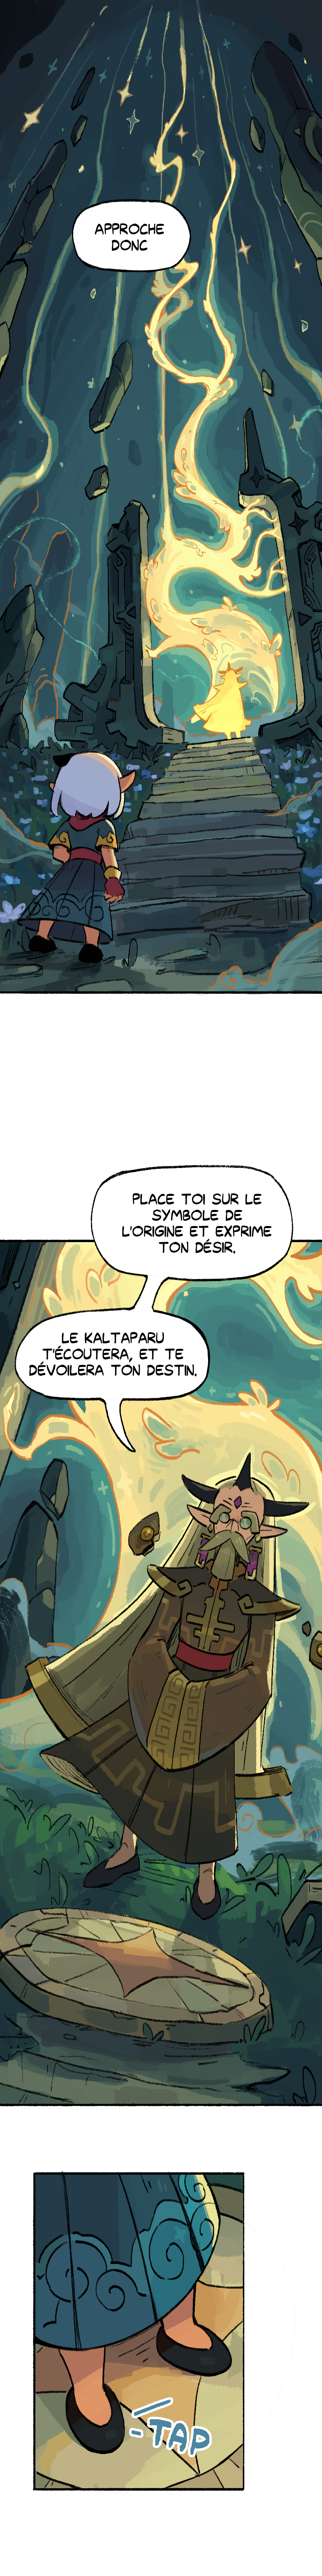 APPROCHE
DONC
PLACE TOI SUR LE
SYMBOLE DE
L'ORIGINE ET EXPRIME
TON DÉSIR.
LE KALTAPARU
T'ÉCOUTERA, ET TE
DÉVOILERA TON DESTIN.
-TAP